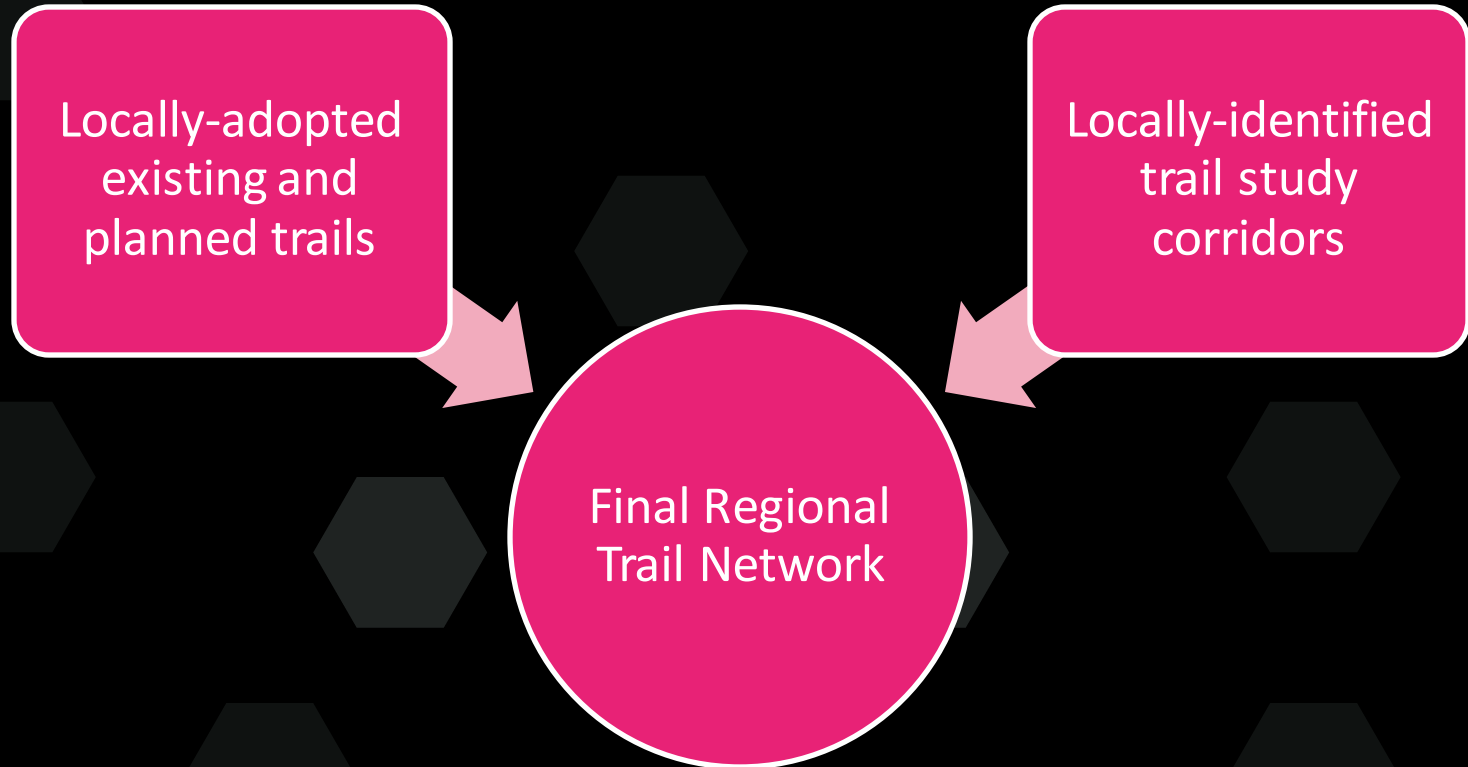 Locally-adopted
existing and
planned trails
Locally-identified
trail study
corridors
Final Regional
Trail Network